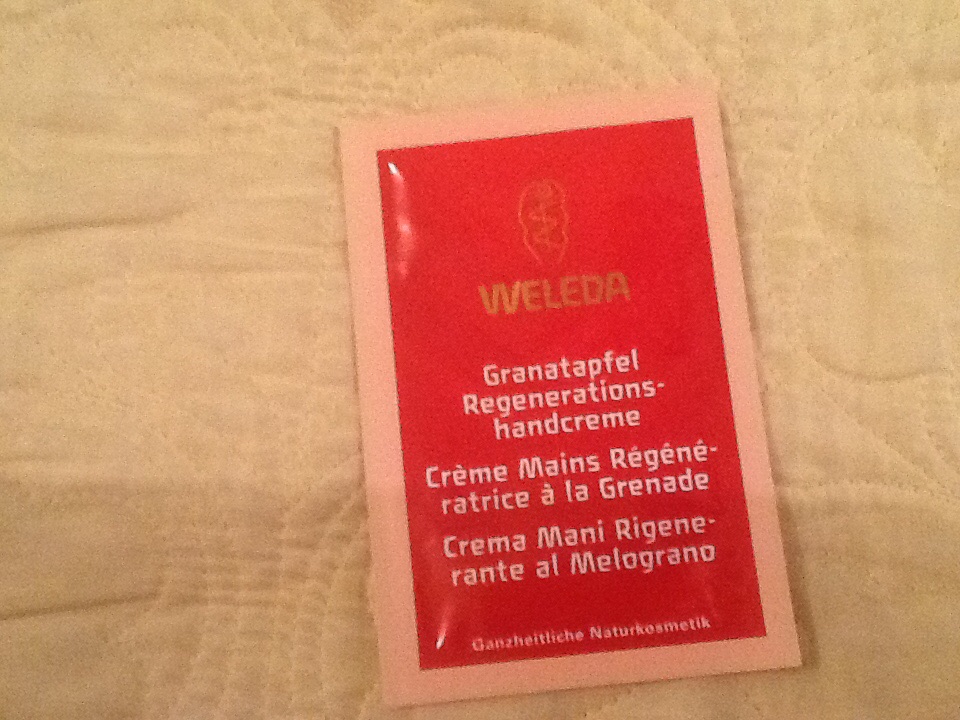 WELEDA
Granatapfel
Regenerations-
handcreme
Crème Mains Régéné-
ratrice à la Grenade
Crema Mani Rigene-
rante al Melograno
Ganzheitliche Naturkosmetik